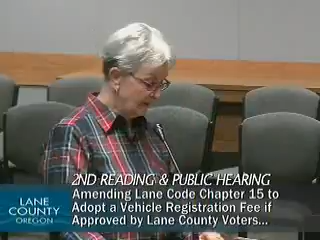 2ND READING & PUBLIC HEARING
Amending Lane Code Chapter 15 to
Adopt a Vehicle Registration Fee if
Approved by Lane County Voters...
LANE
COUNTY
OREGON